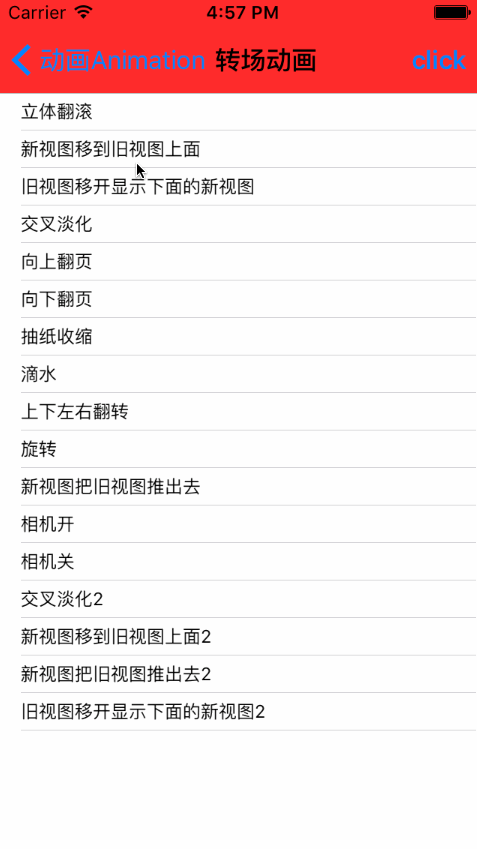 Carrier 4:57 PM
动画Animation 转场动画 click
立体翻滚
新视图移到旧视图上面
旧视图移开显示下面的新视图
交叉淡化
向上翻页
向下翻页
抽纸收缩
滴水
上下左右翻转
旋转
新视图把旧视图推出去
相机开
相机关
交叉淡化2
新视图移到旧视图上面2
新视图把旧视图推出去2
旧视图移开显示下面的新视图2